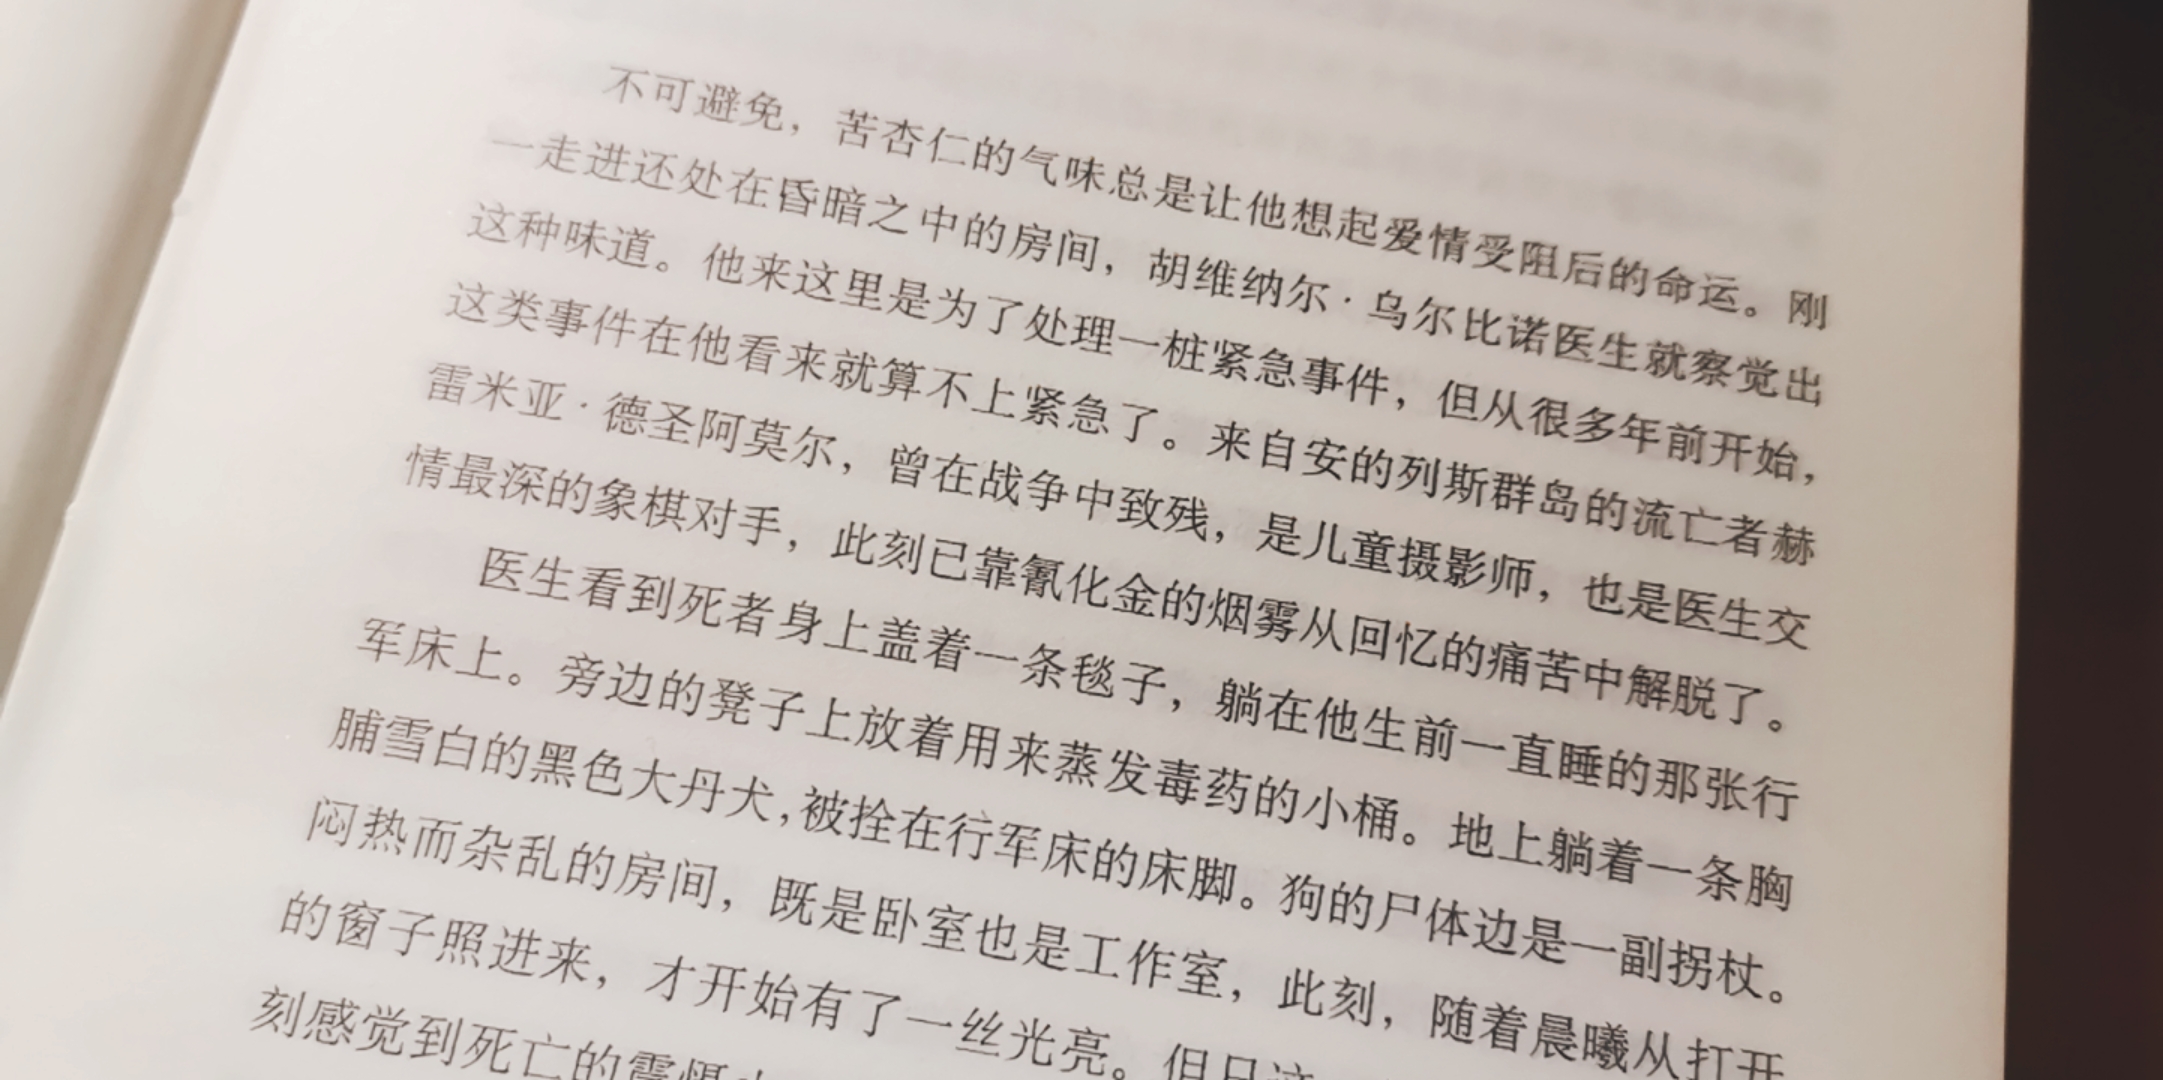 不可避免，苦杏仁的气味总是让他想起爱情受阻后的命运。刚
一走进还处在昏暗之中的房间，胡维纳尔·乌尔比诺医生就察觉出
这种味道。他来这里是为了处理一桩紧急事件，但从很多年前开始，
这类事件在他看来就算不上紧急了。来自安的列斯群岛的流亡者赫
雷米亚·德圣阿莫尔，曾在战争中致残，是儿童摄影师，也是医生交
情最深的象棋对手，此刻已靠氰化金的烟雾从回忆的痛苦中解脱了。
医生看到死者身上盖着一条毯子，躺在他生前一直睡的那张行
军床上。旁边的凳子上放着用来蒸发毒药的小桶。地上躺着一条胸
脯雪白的黑色大丹犬，被拴在行军床的床脚。狗的尸体边是一副拐杖。
闷热而杂乱的房间，既是卧室也是工作室，此刻，随着晨曦从打开
的窗子照进来，才开始有了一丝光亮。但只这
刻感觉到死亡的震慑